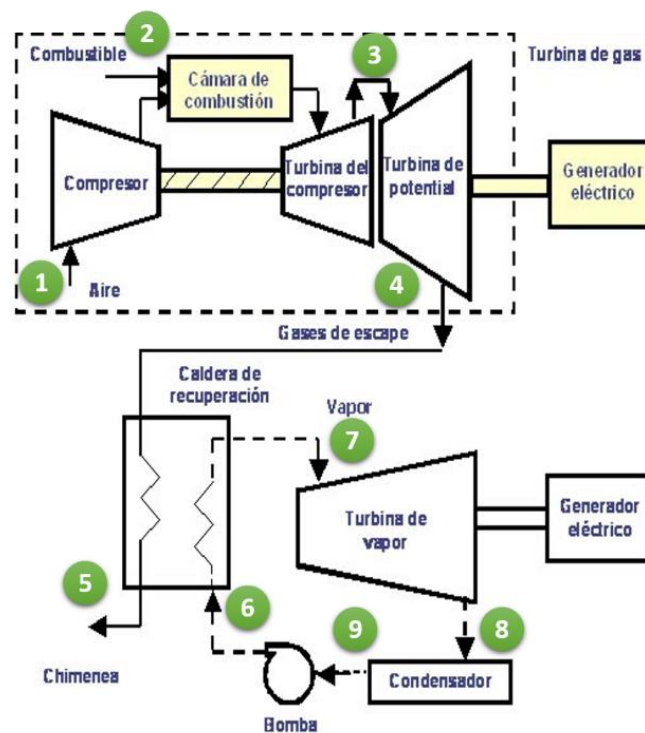 2
3
Combustible
Turbina de gas
Cámara de
combustión
Compresor
Turbina del
compresor
Turbina de
potential
Generador
eléctrico
1
Aire
4
Gases de escape
Caldera de
recuperación
Vapor
7
Turbina de
vapor
Generador
eléctrico
5
6
9
8
Chimenea
Condensador
Bomba